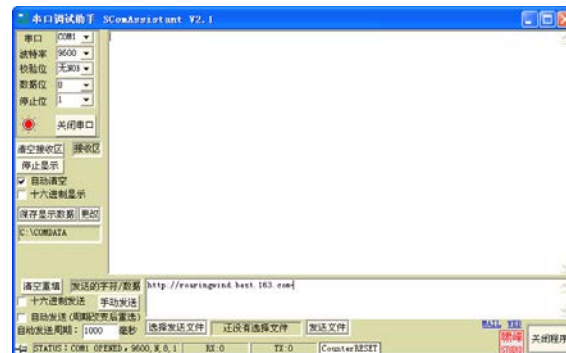 串口调试助手 SComAssistant V2.1
串口 COM1
波特率 9600
校验位 无NON
数据位 8
停止位 1
关闭串口
清空接收区 接收区
停止显示
自动清空
十六进制显示
保存显示数据 更改
C:\COMDATA
清空重填 发送的字符/数据 http://roaringwind.best.163.com
十六进制发送 手动发送
自动发送(周期改变后重选)
自动发送周期: 1000 毫秒 选择发送文件 还没有选择文件 发送文件
MAIL WEB
STUDIO 关闭程序
STATUS: COM1 OPENED, 9600,N,8,1 RX:0 TX:0 CounterRESET